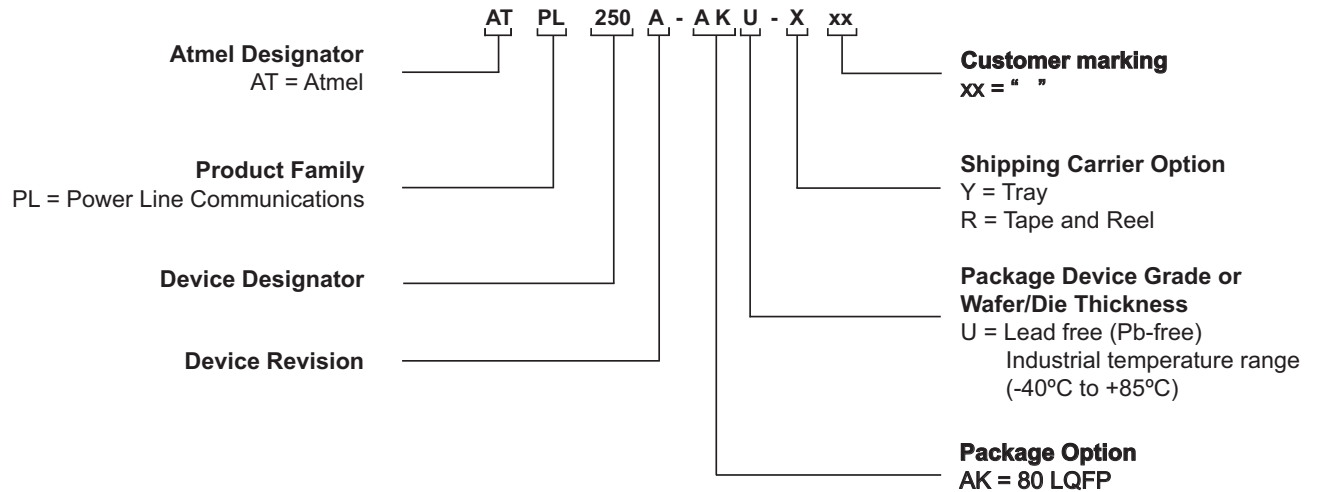 AT PL 250 A - A K U - X xx
Atmel Designator
AT = Atmel
Product Family
PL = Power Line Communications
Device Designator
Device Revision
Customer marking
xx = “ ”
Shipping Carrier Option
Y = Tray
R = Tape and Reel
Package Device Grade or
Wafer/Die Thickness
U = Lead free (Pb-free)
Industrial temperature range
(-40ºC to +85ºC)
Package Option
AK = 80 LQFP